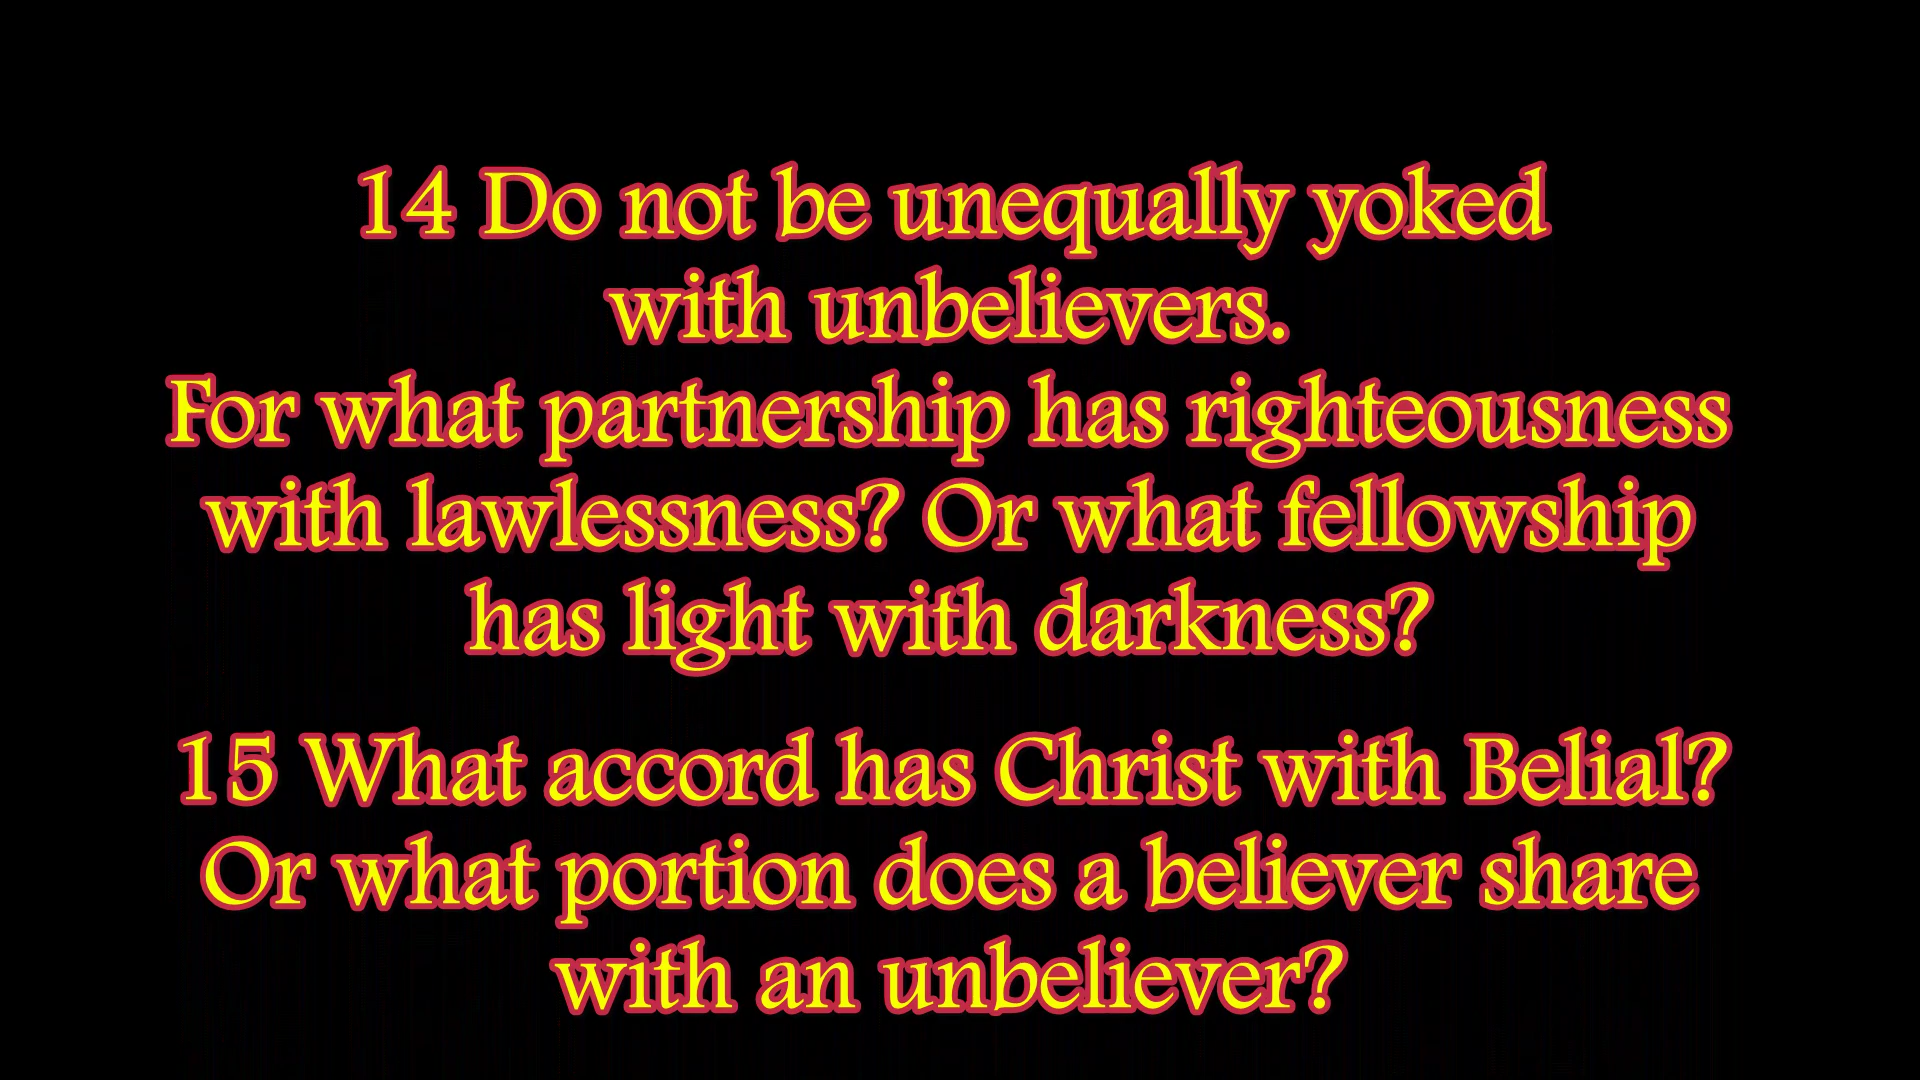 14 Do not be unequally yoked
with unbelievers.
For what partnership has righteousness
with lawlessness? Or what fellowship
has light with darkness?
15 What accord has Christ with Belial?
Or what portion does a believer share
with an unbeliever?